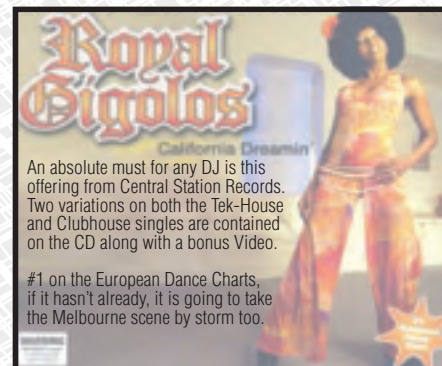 Royal
Gigolos
California Dreamin'
An absolute must for any DJ is this
offering from Central Station Records.
Two variations on both the Tek-House
and Clubhouse singles are contained
on the CD along with a bonus Video.
#1 on the European Dance Charts,
if it hasn't already, it is going to take
the Melbourne scene by storm too.
WARNING